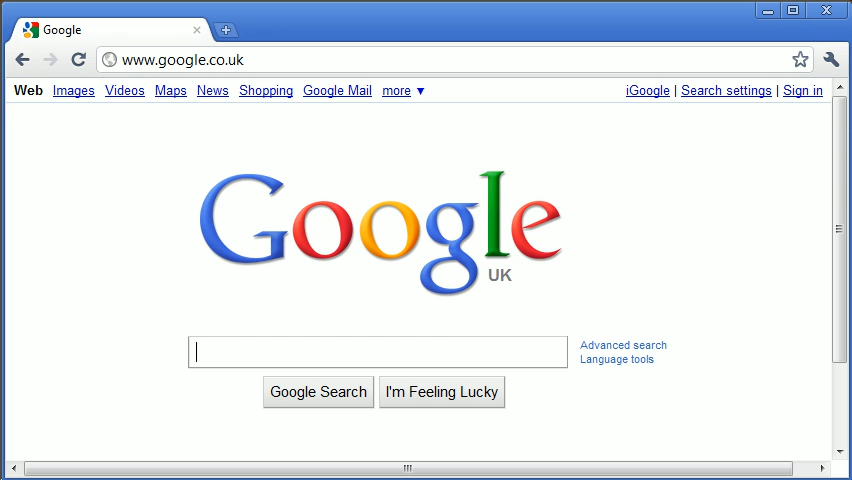 Google
www.google.co.uk
Web Images Videos Maps News Shopping Google Mail more ▼ iGoogle | Search settings | Sign in
Google
UK
Advanced search
Language tools
Google Search I'm Feeling Lucky